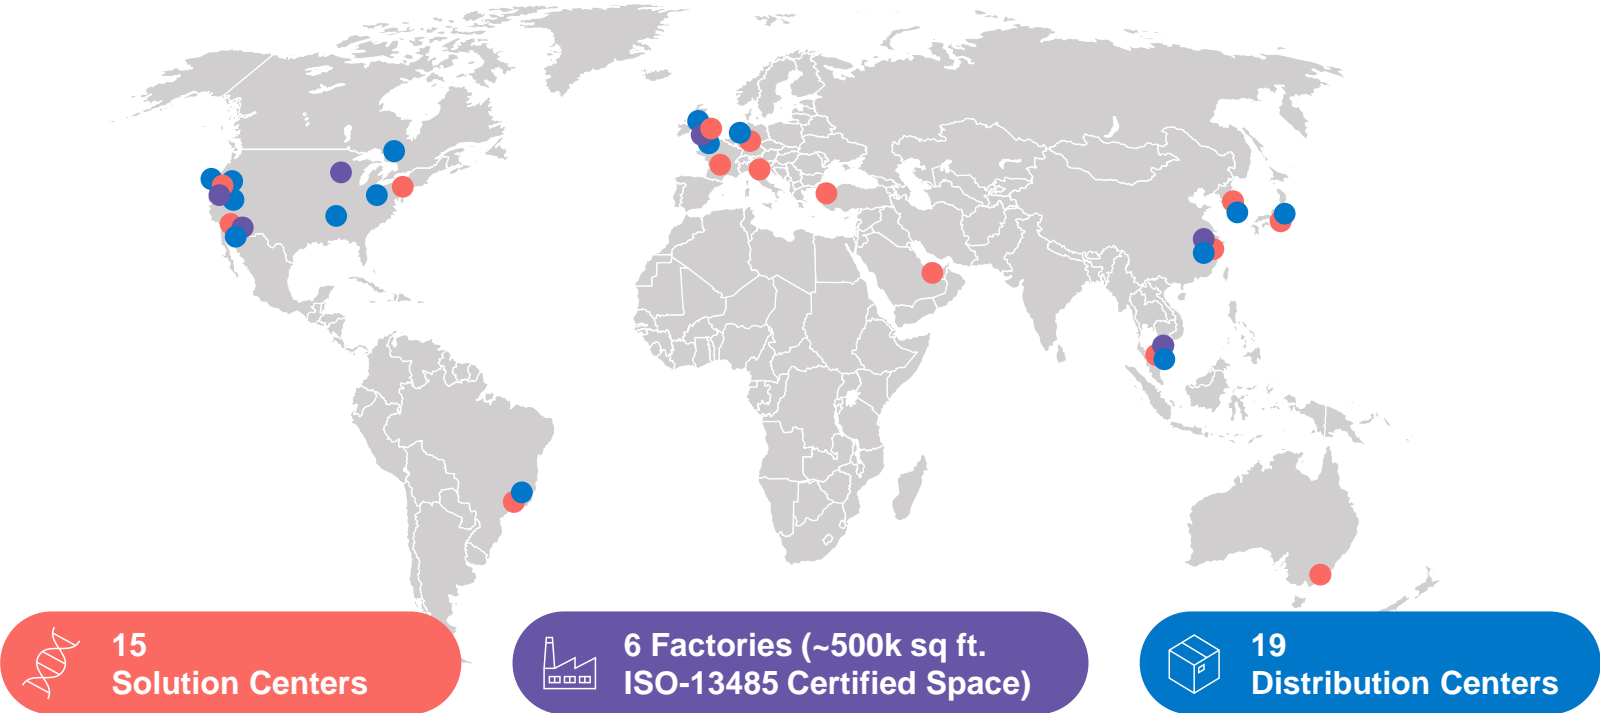 15
Solution Centers
6 Factories (~500k sq ft.
ISO-13485 Certified Space)
19
Distribution Centers